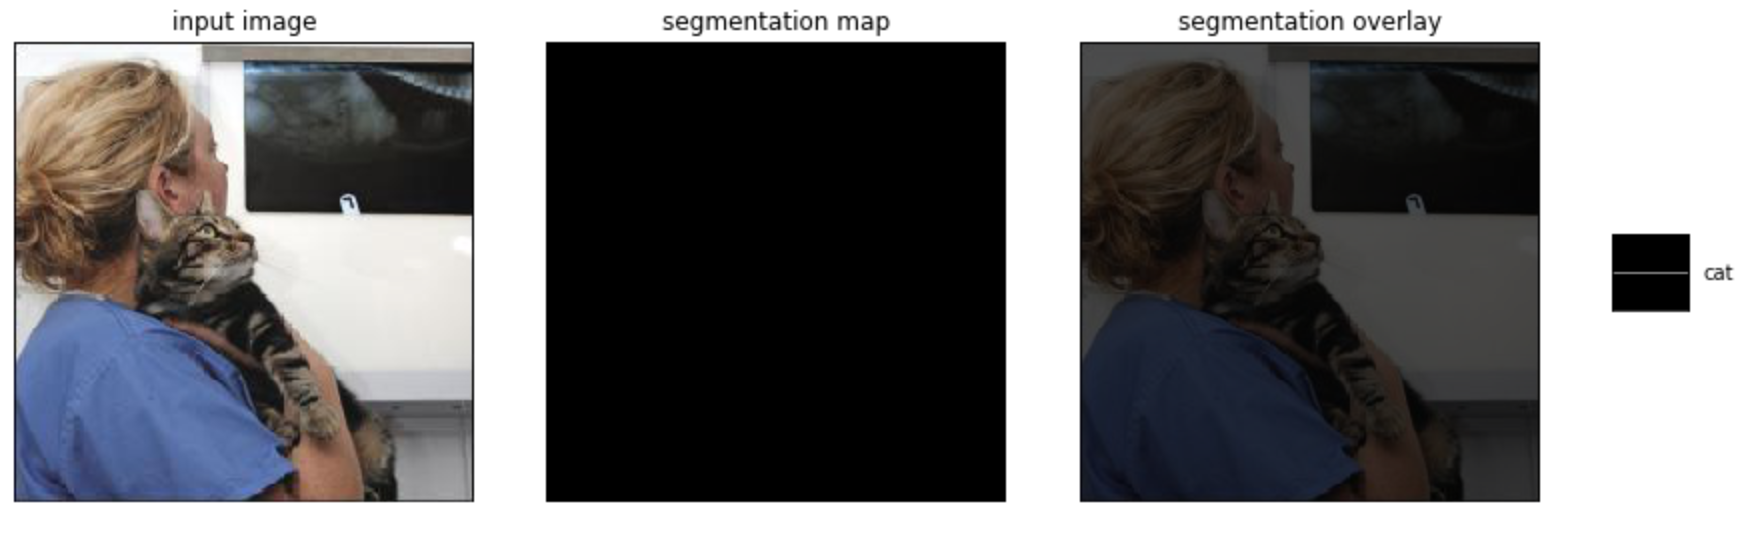 input image
segmentation map
segmentation overlay
cat